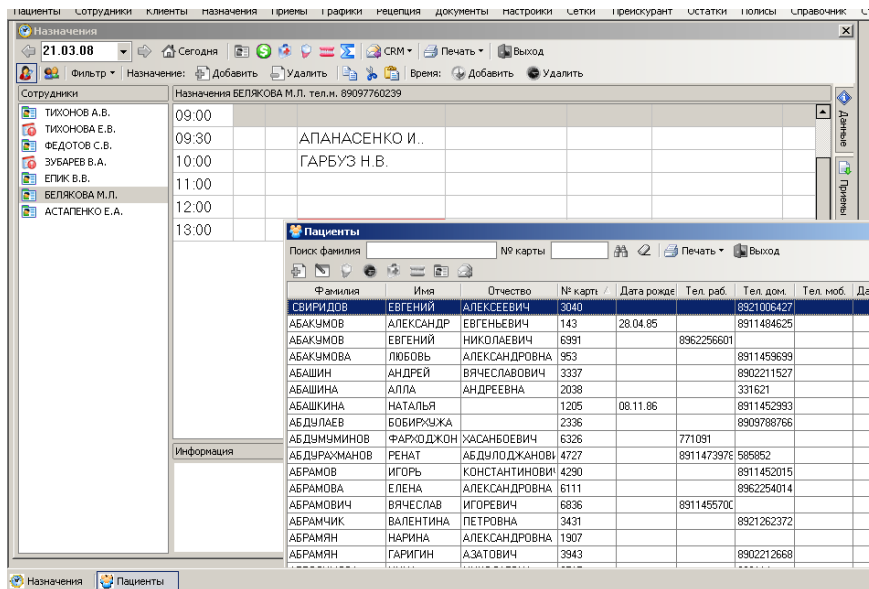 Пациенты Сотрудники Клиенты Назначения Приемы Графики Рецепция Документы Настройки Сетки Прейскурант Остатки Полисы Справочник
Назначения
21.03.08 Сегодня CRM Печать Выход
Фильтр Назначение: Добавить Удалить Время: Добавить Удалить
Сотрудники Назначения БЕЛЯКОВА М.Л. тел.м. 89097760239
ТИХОНОВ А.В.
ТИХОНОВА Е.В.
ФЕДОТОВ С.В.
ЗУБАРЕВ В.А.
ЕПИК В.В.
БЕЛЯКОВА М.Л.
АСТАПЕНКО Е.А.
09:00
09:30 АПАНАСЕНКО И..
10:00 ГАРБУЗ Н.В.
11:00
12:00
13:00
Данные
Приемы
Информация
Пациенты
Поиск фамилия № карты Печать Выход
Фамилия Имя Отчество № карты Дата рожде Тел. раб. Тел. дом. Тел. моб. Да
СВИРИДОВ ЕВГЕНИЙ АЛЕКСЕЕВИЧ 3040 8921006427
АБАКУМОВ АЛЕКСАНДР ЕВГЕНЬЕВИЧ 143 28.04.85 8911484625
АБАКУМОВ ЕВГЕНИЙ НИКОЛАЕВИЧ 6991 8962256601
АБАКУМОВА ЛЮБОВЬ АЛЕКСАНДРОВНА 953 8911459699
АБАШИН АНДРЕЙ ВЯЧЕСЛАВОВИЧ 3337 8902211527
АБАШИНА АЛЛА АНДРЕЕВНА 2038 331621
АБАШКИНА НАТАЛЬЯ 1205 08.11.86 8911452993
АБДУЛАЕВ БОБИРХУЖА 2336 8909788766
АБДУМУМИНОВ ФАРХОДЖОН ХАСАНБОЕВИЧ 6326 771091
АБДУРАХМАНОВ РЕНАТ АБДУЛОДЖАНОВИ 4727 8911473978 585852
АБРАМОВ ИГОРЬ КОНСТАНТИНОВИЧ 4290 8911452015
АБРАМОВА ЕЛЕНА АЛЕКСАНДРОВНА 6111 8962254014
АБРАМОВИЧ ВЯЧЕСЛАВ ИГОРЕВИЧ 6836 891145570
АБРАМЧИК ВАЛЕНТИНА ПЕТРОВНА 3431 8921262372
АБРАМЯН НАРИНА АЛЕКСАНДРОВНА 1907
АБРАМЯН ГАРИГИН АЗАТОВИЧ 3943 8902212668
Назначения Пациенты